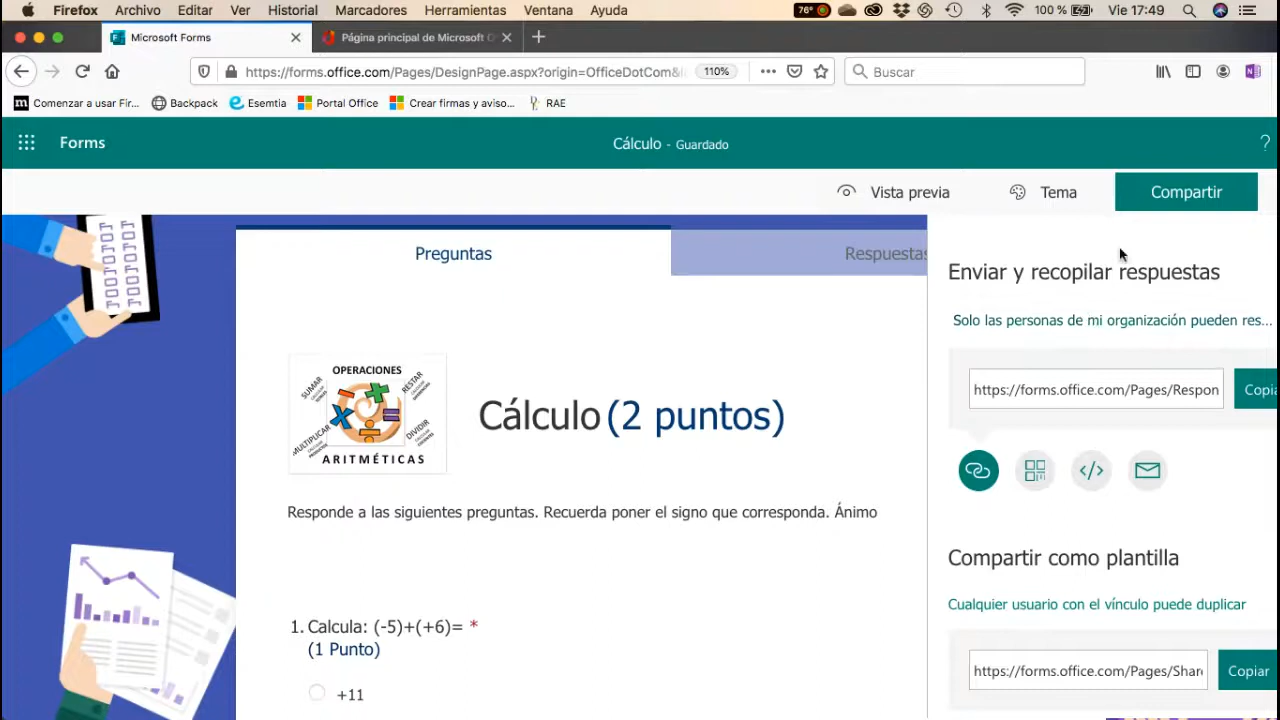 Firefox Archivo Editar Ver Historial Marcadores Herramientas Ventana Ayuda 76° 100 % Vie 17:49
Microsoft Forms Página principal de Microsoft O
https://forms.office.com/Pages/DesignPage.aspx?origin=OfficeDotCom&l 110% Buscar
Comenzar a usar Fir... Backpack Esemtia Portal Office Crear firmas y aviso... RAE
Forms Cálculo - Guardado ?
Vista previa Tema Compartir
Preguntas Respuestas
Enviar y recopilar respuestas
Solo las personas de mi organización pueden res...
https://forms.office.com/Pages/Respon Copia
OPERACIONES
SUMAR RESTAR
MULTIPLICAR DIVIDIR
ARITMÉTICAS
Cálculo (2 puntos)
Responde a las siguientes preguntas. Recuerda poner el signo que corresponda. Ánimo
Compartir como plantilla
Cualquier usuario con el vínculo puede duplicar
https://forms.office.com/Pages/Shar Copiar
1. Calcula: (-5)+(+6)= *
(1 Punto)
+11